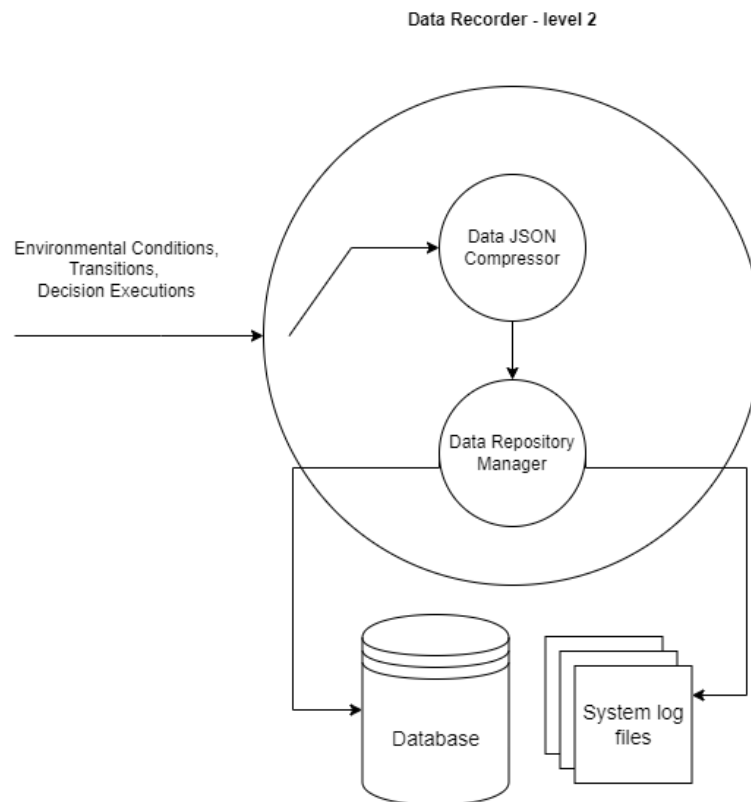 Data Recorder - level 2
Environmental Conditions,
Transitions,
Decision Executions
Data JSON
Compressor
Data Repository
Manager
Database
System log
files